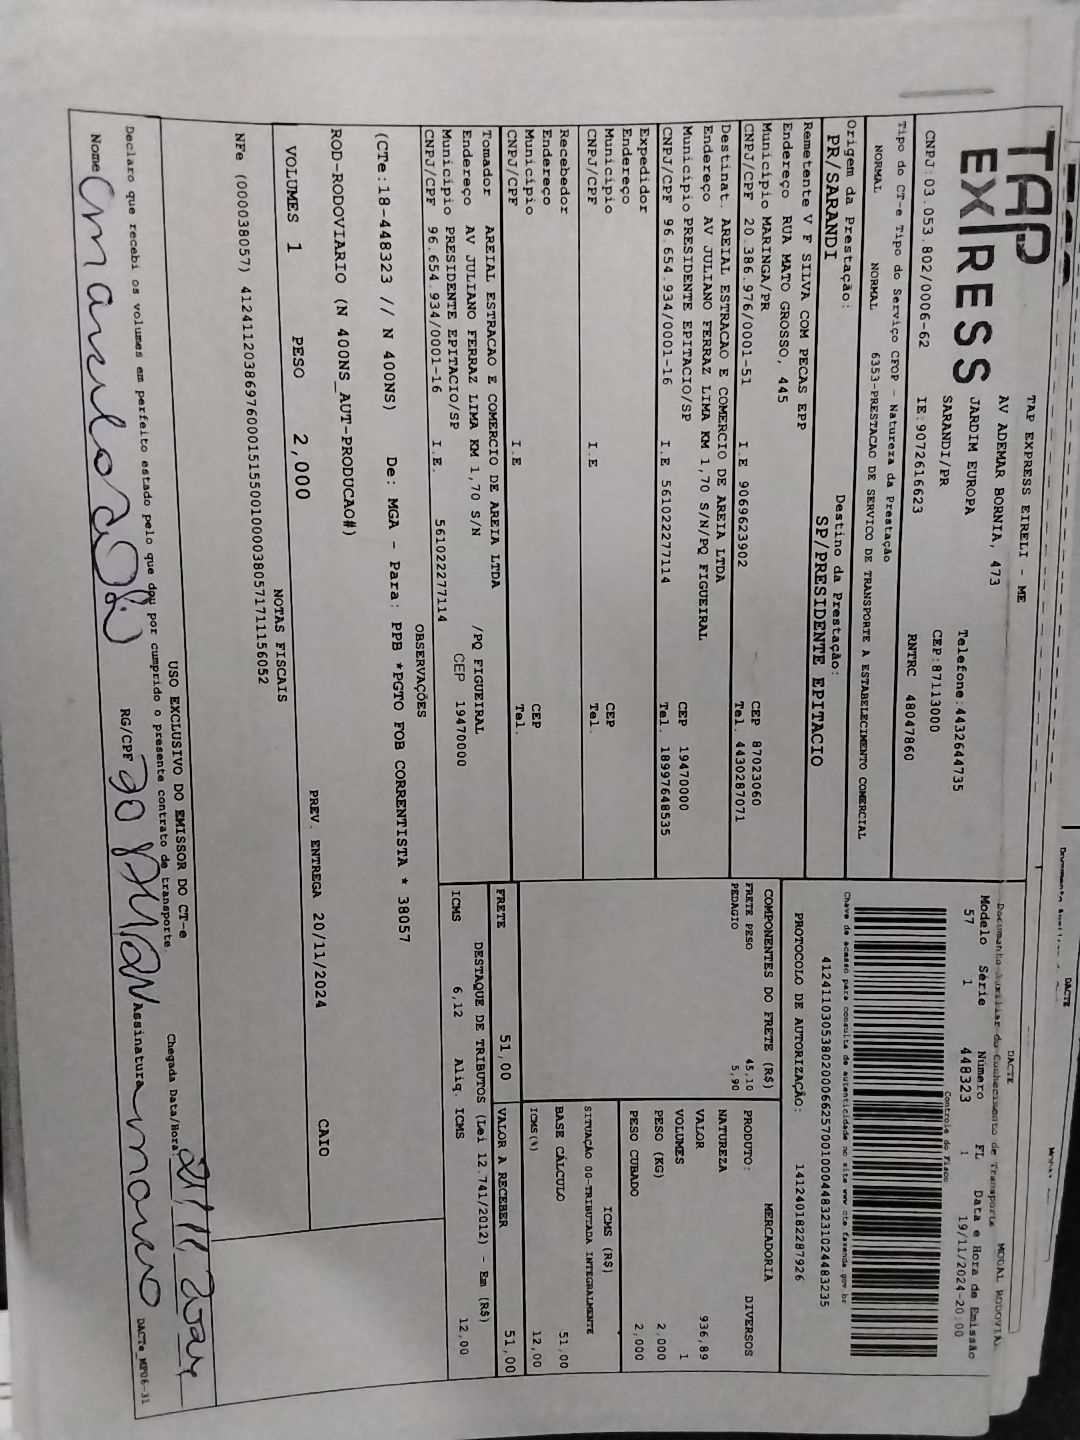 TAP
EXPRESS
TAP EXPRESS EIRELI - ME
AV ADEMAR BORNIA, 473
JARDIM EUROPA
SARANDI/PR
Telefone:4432644735
CEP:87113000
CNPJ:03.053.802/0006-62
IE:9072616623
RNTRC 48047860
DACTE
Documento Auxiliar do Conhecimento de Transporte
MODAL RODOVIA
Modelo Série Número FL Data e Hora de Emissão
57 1 448323 1 19/11/2024-20:00
Controle do Fisco
Tipo do CT-e Tipo do Serviço CFOP - Natureza da Prestação
NORMAL NORMAL 6353-PRESTACAO DE SERVICO DE TRANSPORTE A ESTABELECIMENTO COMERCIAL
Chave de acesso para consulta de autenticidade no site www.cte.fazenda.gov.br
41241103053802000662570010004483231024483235
PROTOCOLO DE AUTORIZAÇÃO: 141240182287926
Origem da Prestação:
PR/SARANDI
Destino da Prestação:
SP/PRESIDENTE EPITACIO
Remetente V F SILVA COM PECAS EPP
Endereço RUA MATO GROSSO, 445
Município MARINGA/PR CEP 87023060
CNPJ/CPF 20.386.976/0001-51 I.E 9069623902 Tel. 4430287071
Destinat. AREIAL ESTRACAO E COMERCIO DE AREIA LTDA
Endereço AV JULIANO FERRAZ LIMA KM 1,70 S/N/PQ FIGUEIRAL
Município PRESIDENTE EPITACIO/SP CEP 19470000
CNPJ/CPF 96.654.934/0001-16 I.E 561022277114 Tel. 18997648535
Expedidor
Endereço
Município CEP
CNPJ/CPF I.E Tel.
Recebedor
Endereço
Município CEP
CNPJ/CPF I.E Tel.
Tomador AREIAL ESTRACAO E COMERCIO DE AREIA LTDA
Endereço AV JULIANO FERRAZ LIMA KM 1,70 S/N /PQ FIGUEIRAL
Município PRESIDENTE EPITACIO/SP CEP 19470000
CNPJ/CPF 96.654.934/0001-16 I.E. 561022277114
COMPONENTES DO FRETE (R$)
FRETE PESO 45,10
PEDAGIO 5,90
PRODUTO: MERCADORIA
NATUREZA DIVERSOS
VALOR 936,89
VOLUMES 1
PESO (KG) 2,000
PESO CUBADO 2,000
ICMS (R$)
SITUAÇÃO 00-TRIBUTADA INTEGRALMENTE
BASE CÁLCULO 51,00
ICMS(%) 12,00
FRETE 51,00
VALOR A RECEBER 51,00
DESTAQUE DE TRIBUTOS (Lei 12.741/2012) - Em (R$)
ICMS 6,12 Aliq. ICMS 12,00
OBSERVAÇÕES
(CTe:18-448323 // N 400NS) De: MGA - Para: PPB *PGTO FOB CORRENTISTA * 38057
ROD-RODOVIARIO (N 400NS_AUT-PRODUCAO#)
VOLUMES 1 PESO 2,000 PREV. ENTREGA 20/11/2024 CAIO
NOTAS FISCAIS
NFe (000038057) 41241120386976000151550010000380571711156052
USO EXCLUSIVO DO EMISSOR DO CT-e
Declaro que recebi os volumes em perfeito estado pelo que dou por cumprido o presente contrato de transporte.
Chegada Data/Hora
Nome
RG/CPF
Assinatura
DACTe_MP06-31